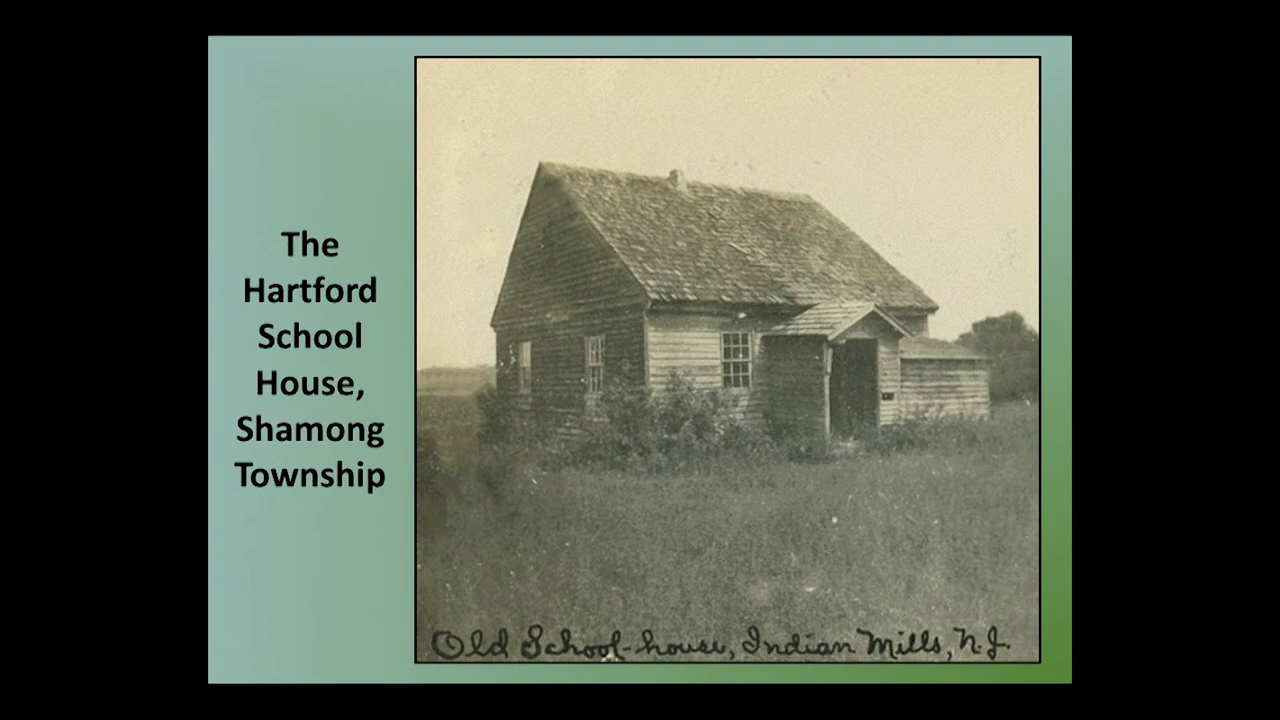 The
Hartford
School
House,
Shamong
Township
Old School-house, Indian Mills, N.J.